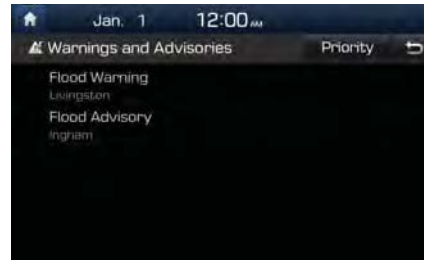 Jan. 1 12:00 AM
Warnings and Advisories Priority
Flood Warning
Livingston
Flood Advisory
Ingham